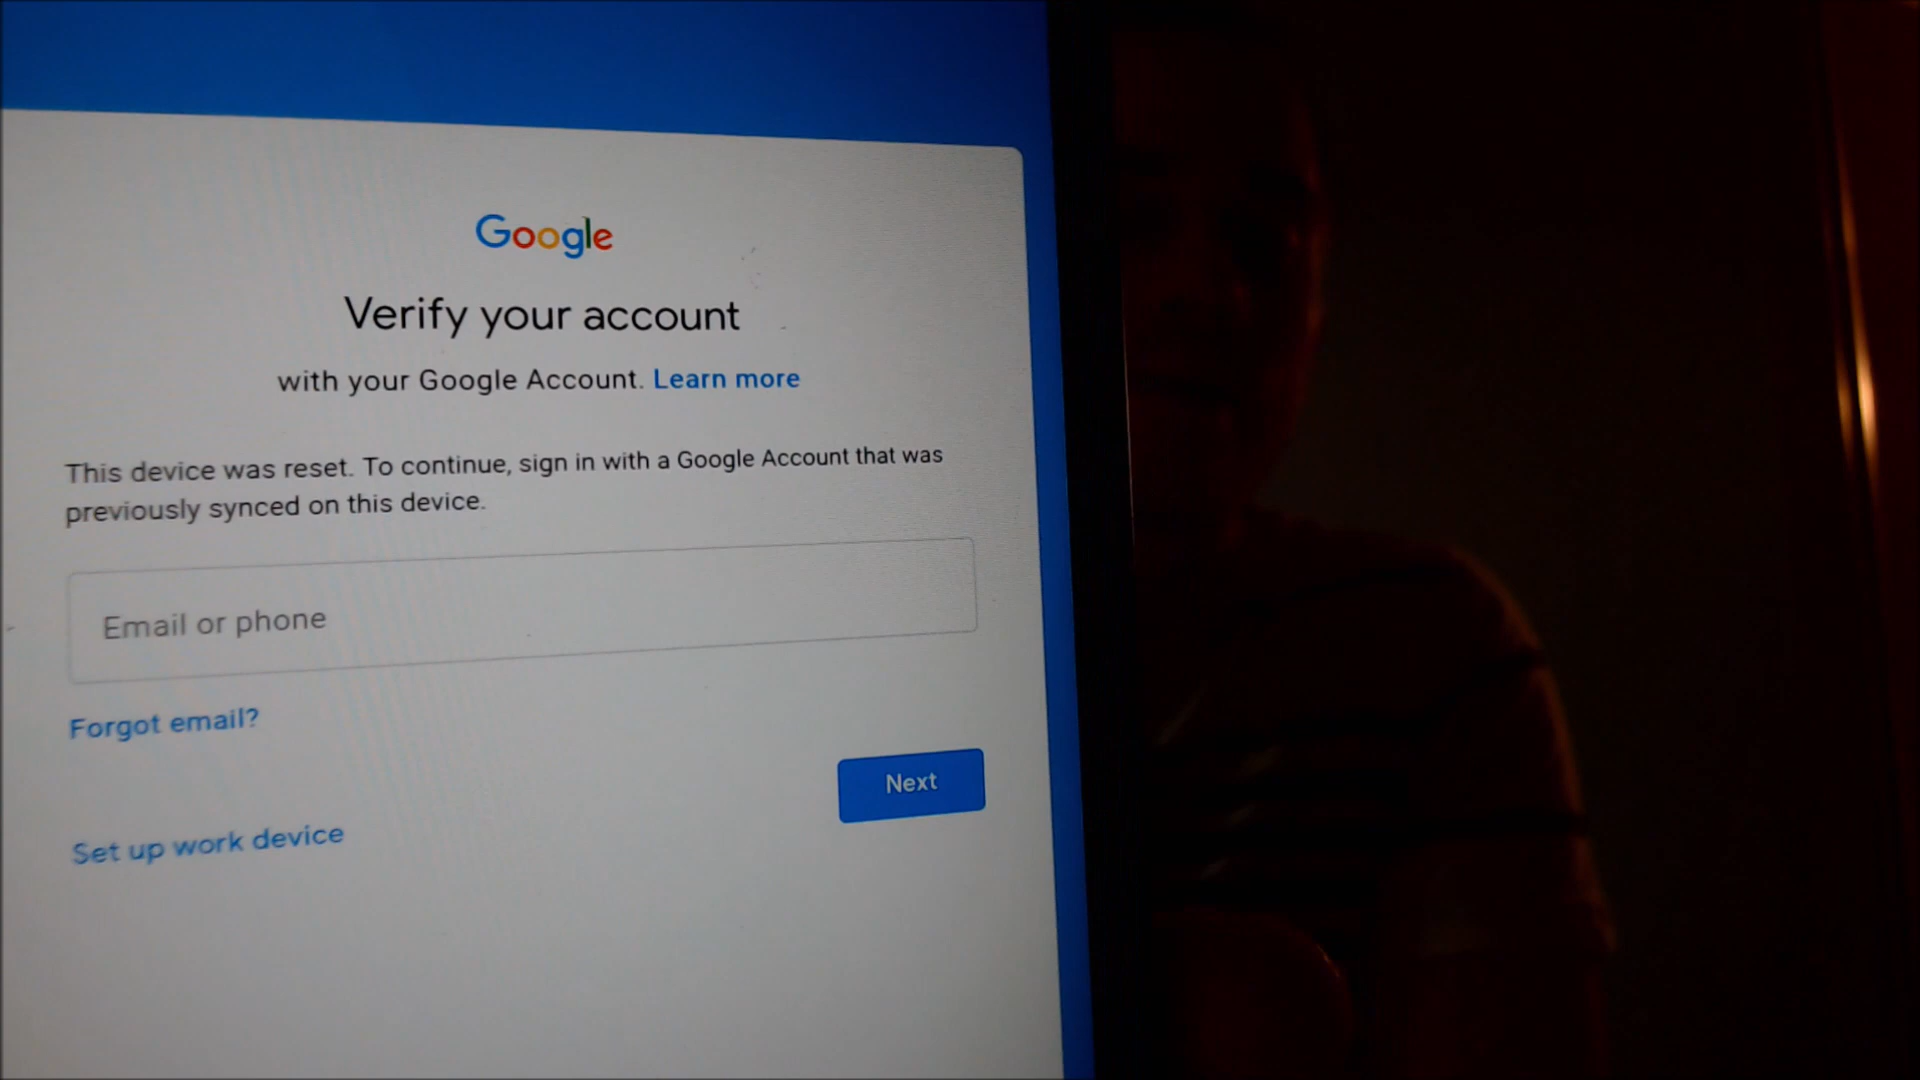 Google
Verify your account
with your Google Account. Learn more
This device was reset. To continue, sign in with a Google Account that was
previously synced on this device.
Email or phone
Forgot email?
Next
Set up work device